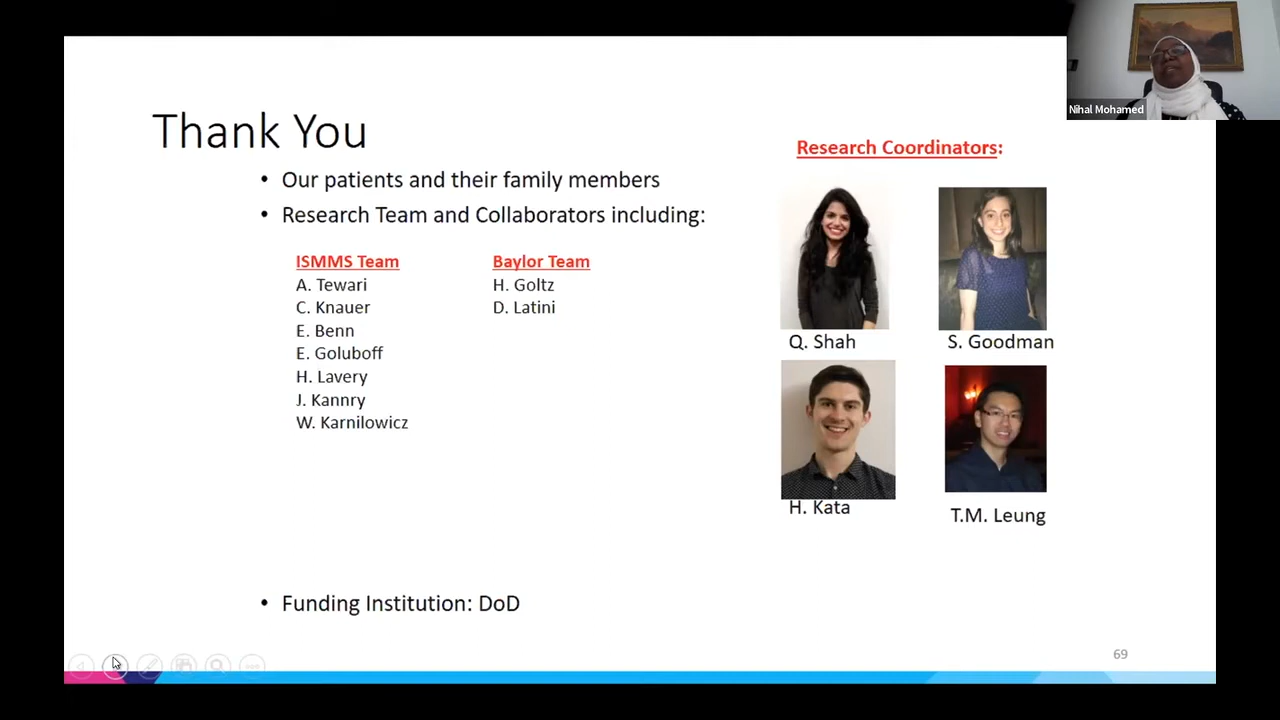 Nihal Mohamed
Thank You
• Our patients and their family members
• Research Team and Collaborators including:
ISMMS Team
A. Tewari
C. Knauer
E. Benn
E. Goluboff
H. Lavery
J. Kannry
W. Karnilowicz
Baylor Team
H. Goltz
D. Latini
Research Coordinators:
Q. Shah
S. Goodman
H. Kata
T.M. Leung
• Funding Institution: DoD
69